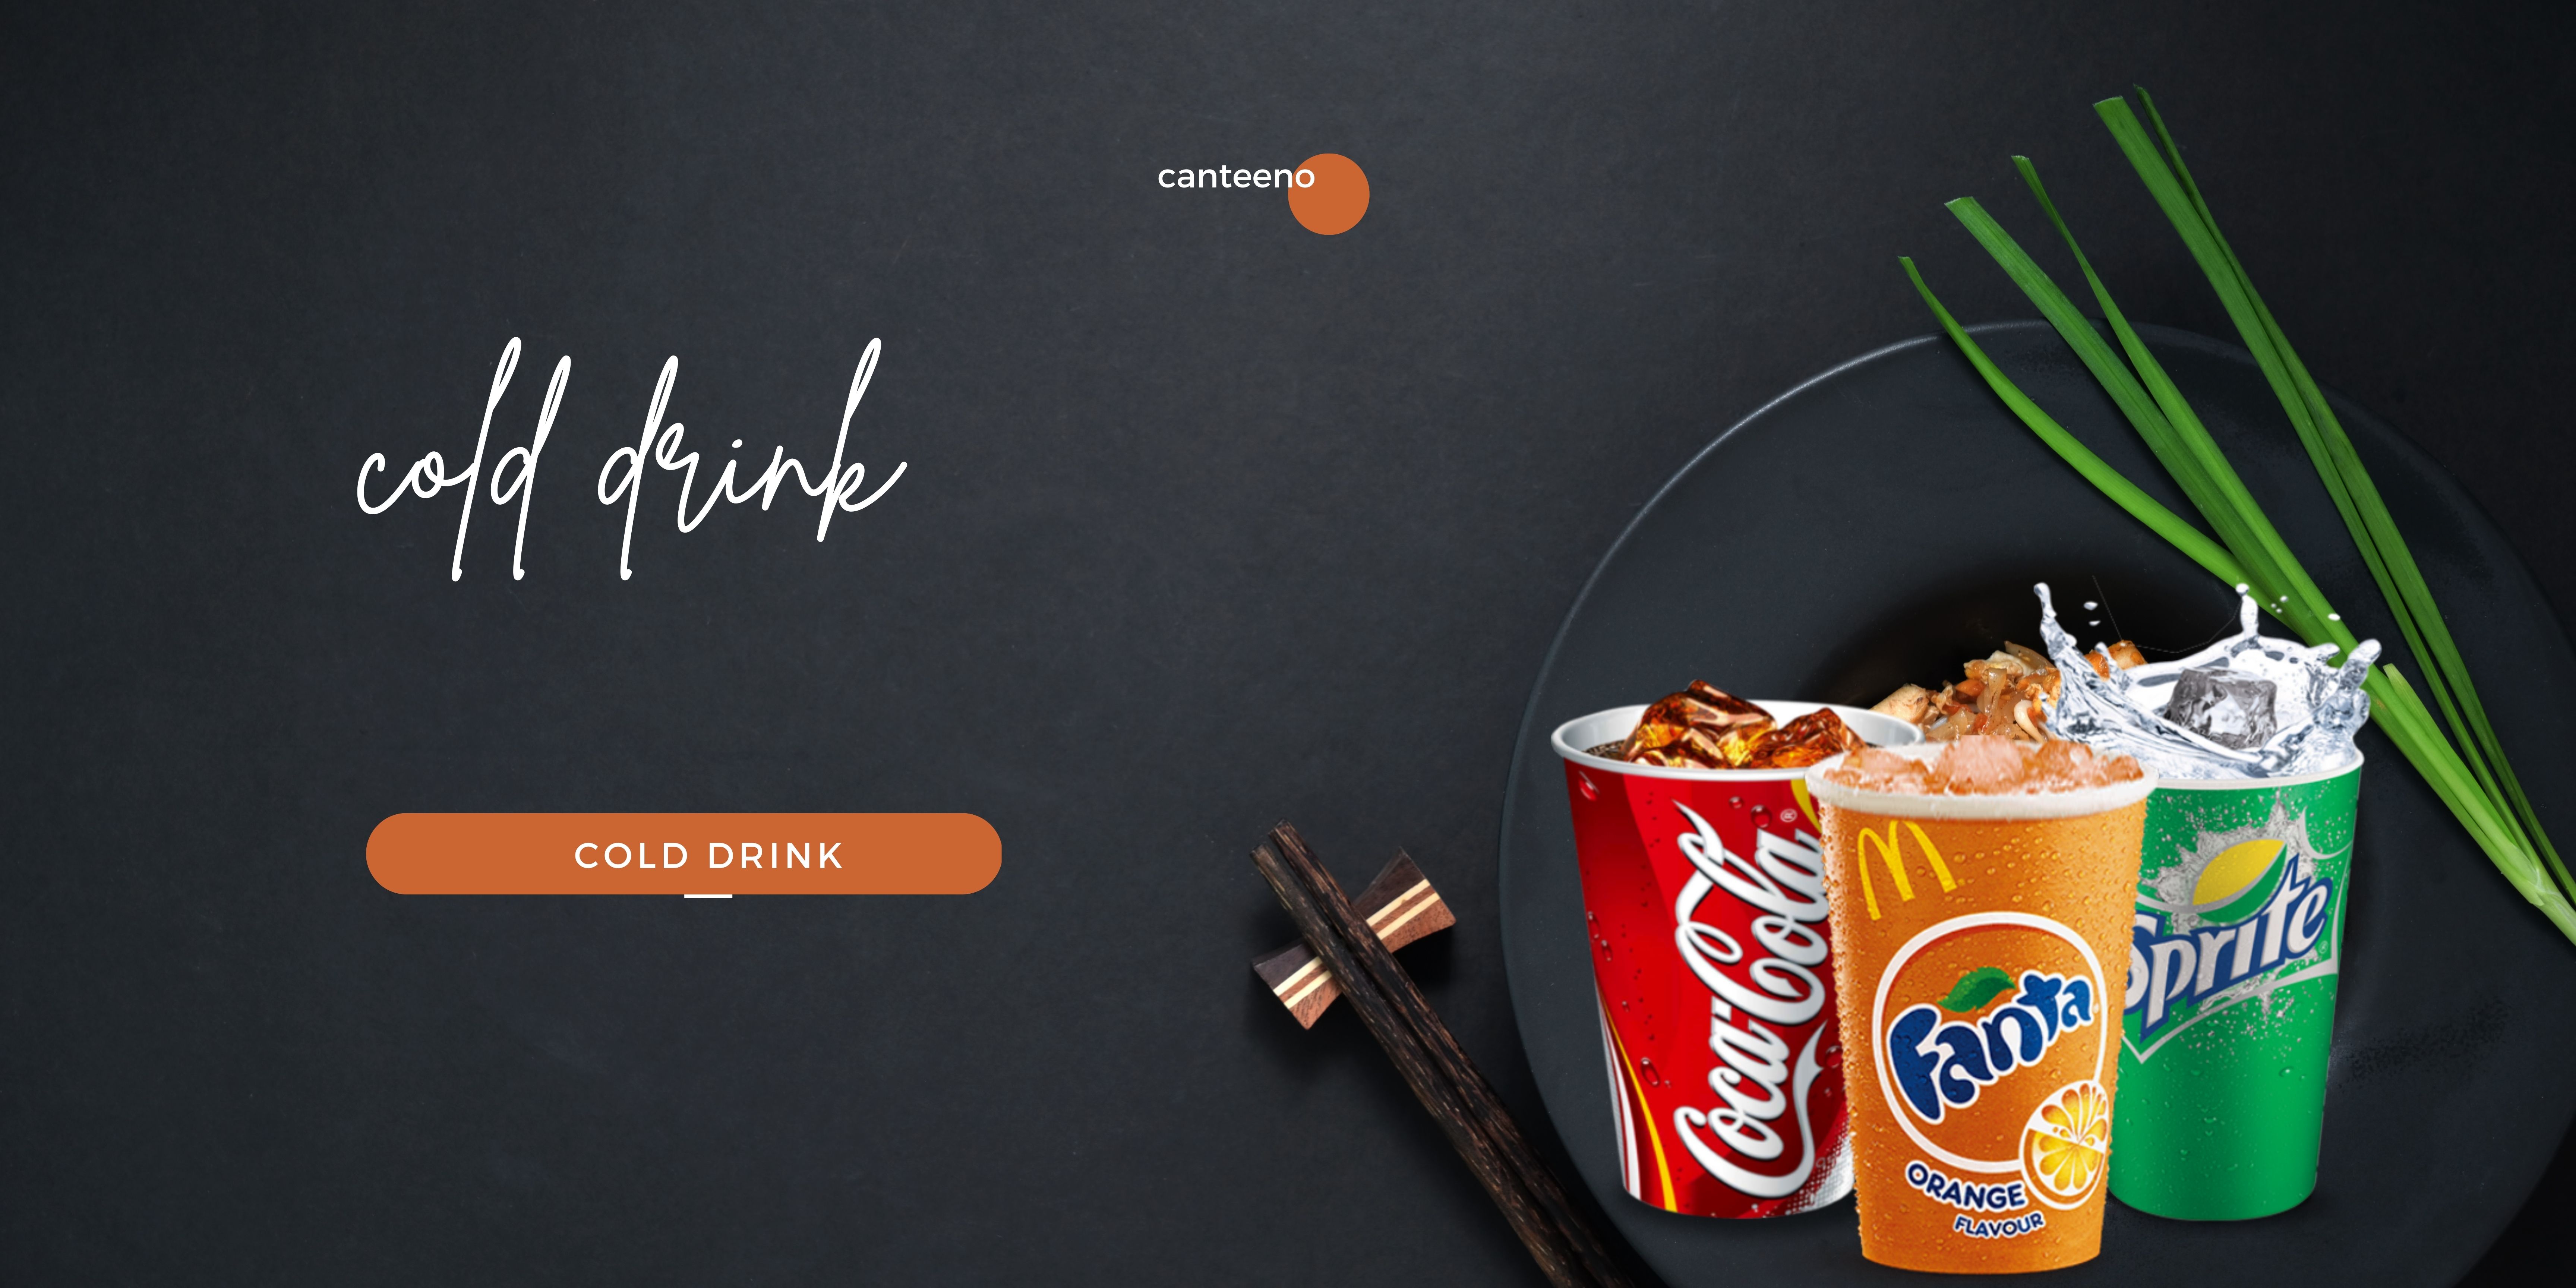 canteeno
cold drink
COLD DRINK
Coca-Cola
®
M
Fanta
ORANGE
FLAVOUR
Sprite